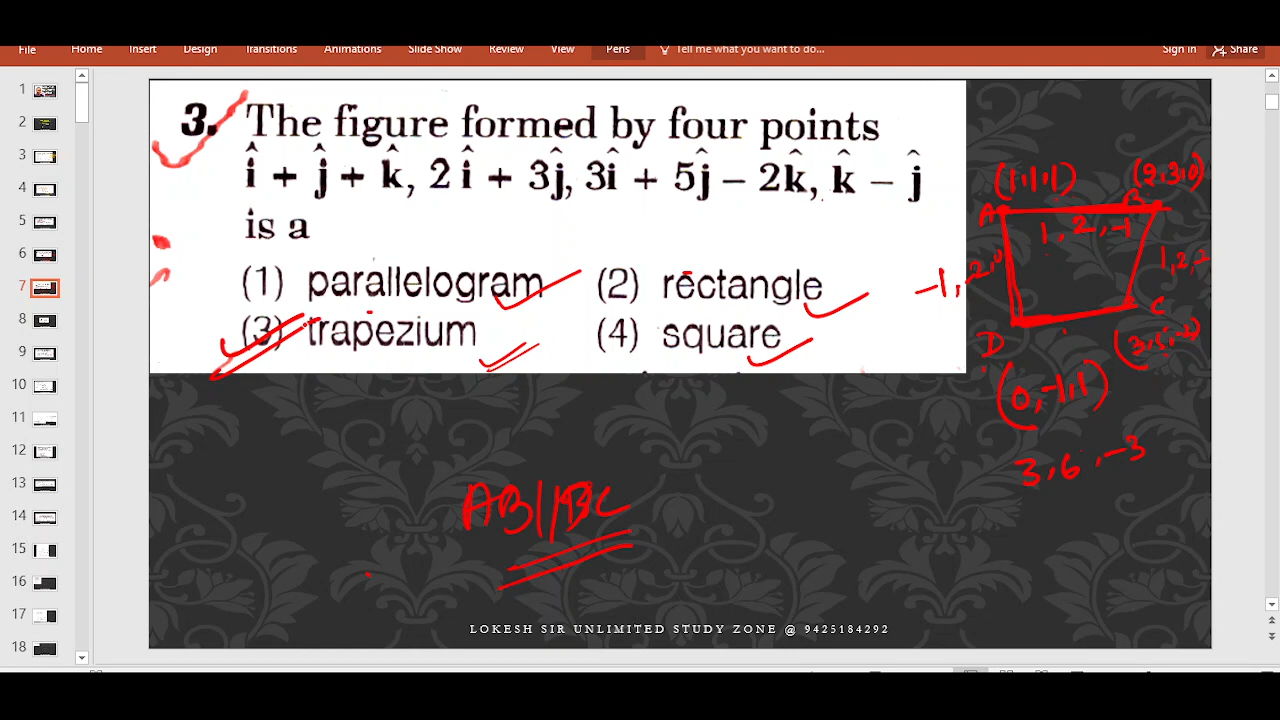 File Home Insert Design Transitions Animations Slide Show Review View Pens Tell me what you want to do... Sign in Share
1
2
3
4
5
6
7
8
9
10
11
12
13
14
15
16
17
18
3. The figure formed by four points
î + ĵ + k̂, 2î + 3ĵ, 3î + 5ĵ − 2k̂, k̂ − ĵ
is a
(1) parallelogram (2) rectangle
(3) trapezium (4) square
(1,1,1) (2,3,0)
A B
1, 2, -1
-1, -2, 0 1, 2, -2
D C
(3,5,-2)
(0,-1,1)
3, 6, -3
AB||BC
LOKESH SIR UNLIMITED STUDY ZONE @ 9425184292